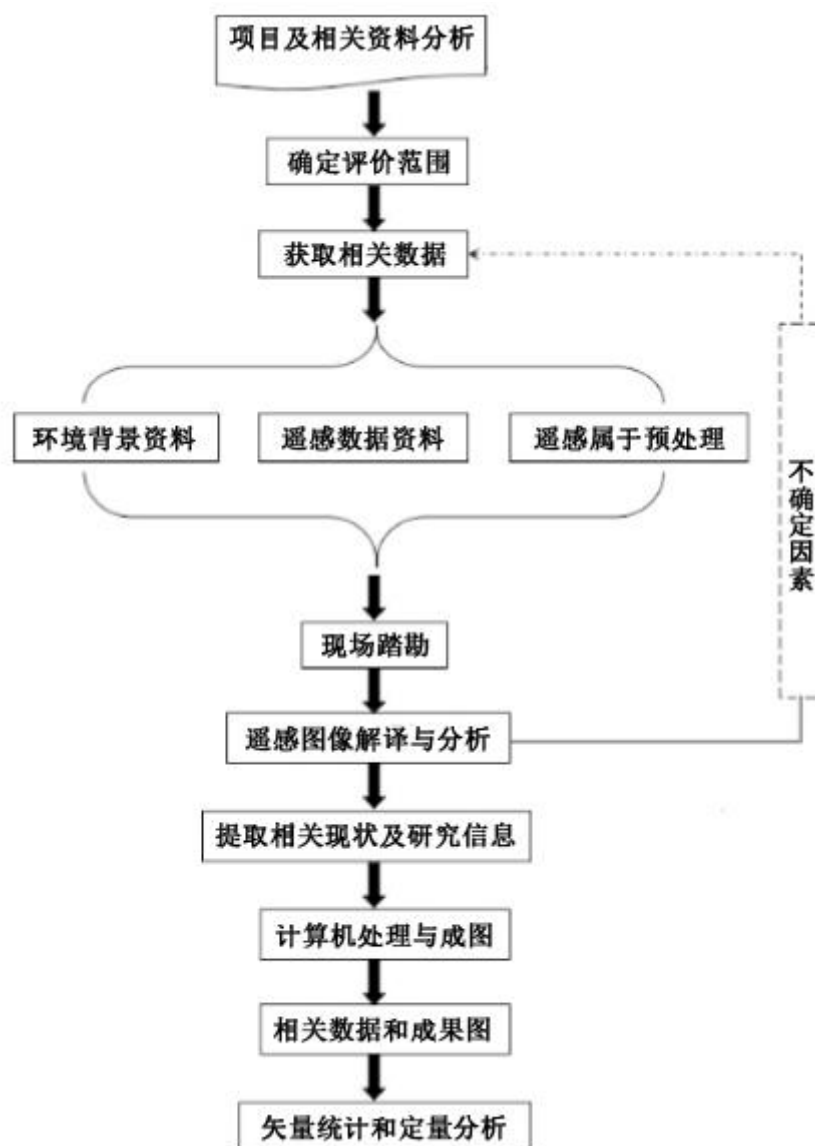 项目及相关资料分析
确定评价范围
获取相关数据
环境背景资料
遥感数据资料
遥感属于预处理
不确定因素
现场踏勘
遥感图像解译与分析
提取相关现状及研究信息
计算机处理与成图
相关数据和成果图
矢量统计和定量分析